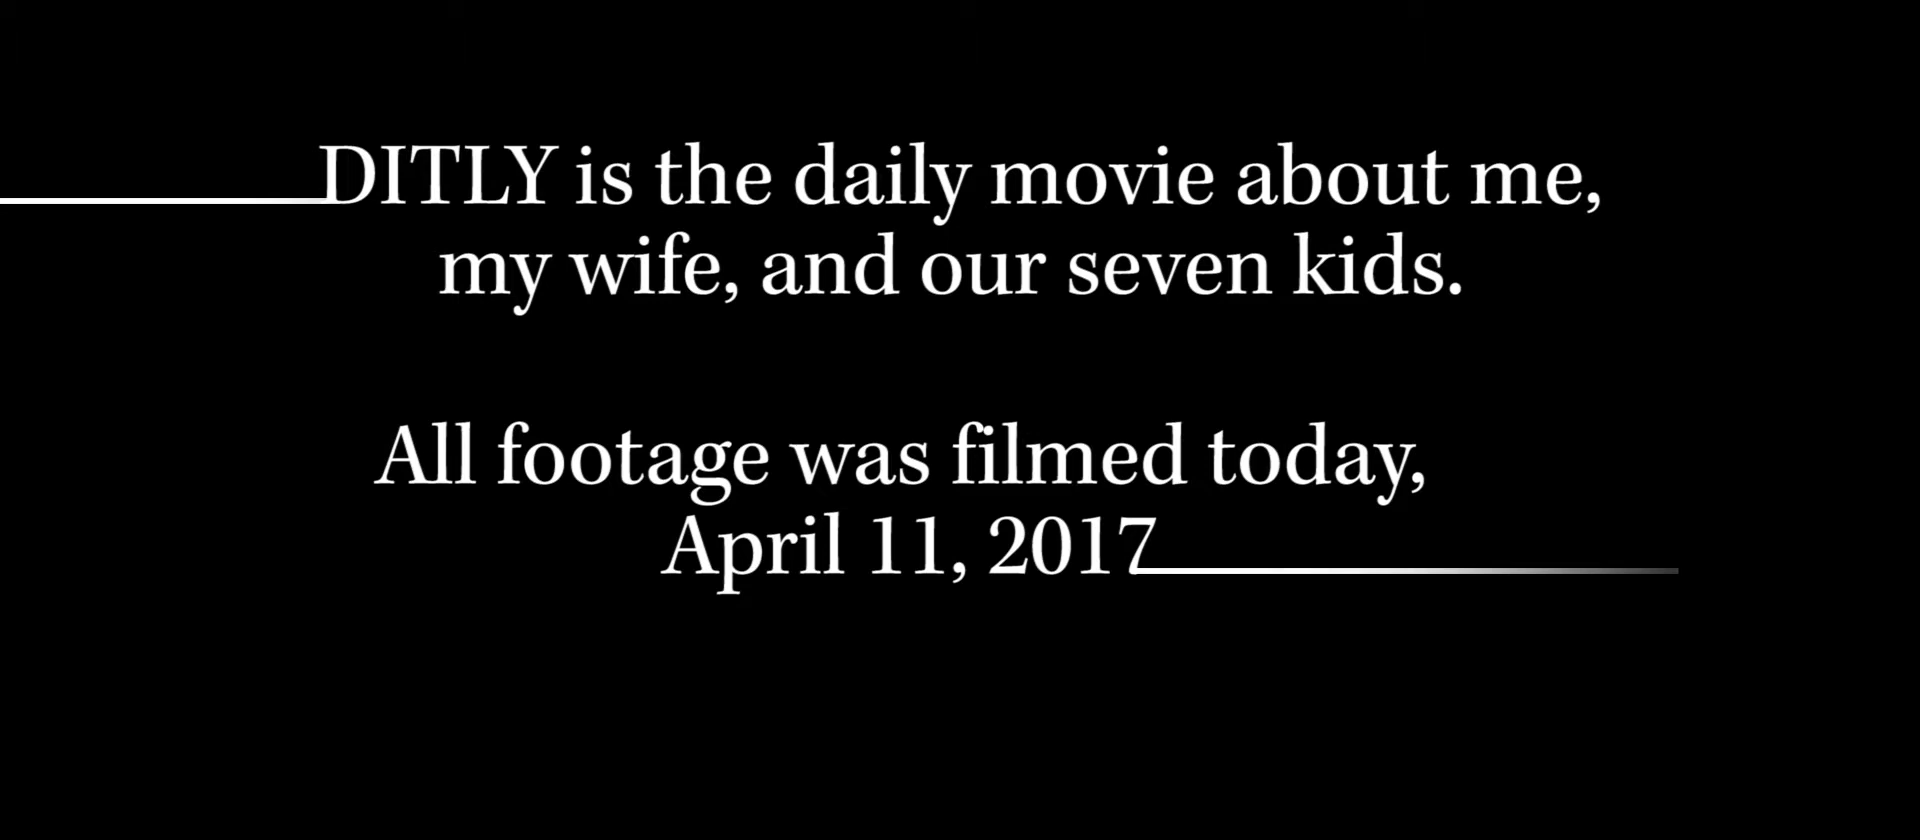 DITLY is the daily movie about me,
my wife, and our seven kids.
All footage was filmed today,
April 11, 2017